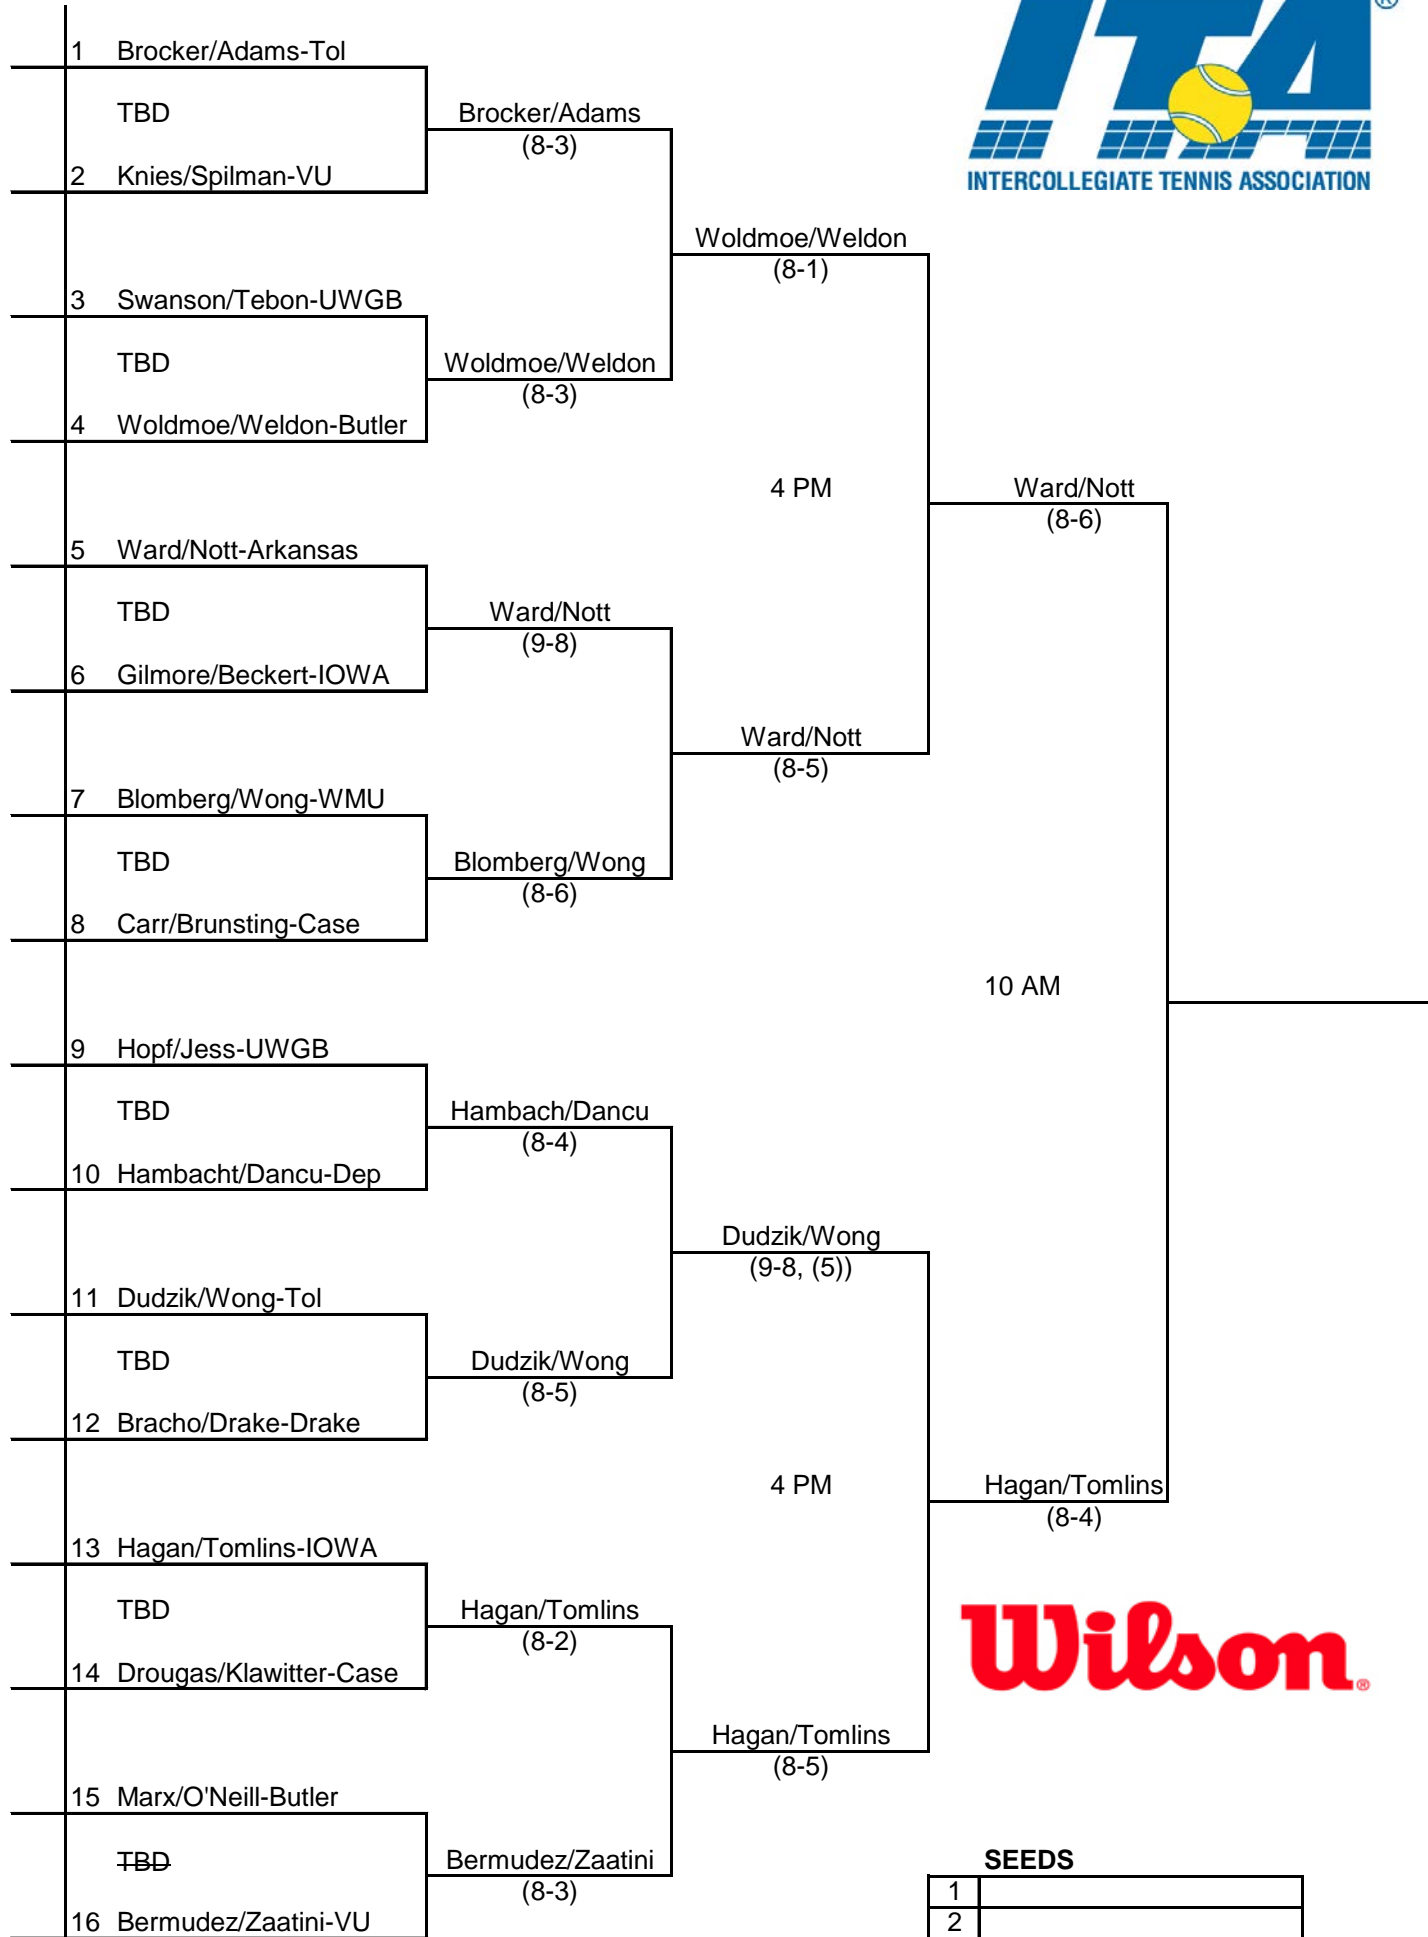 ITA®
INTERCOLLEGIATE TENNIS ASSOCIATION
1 Brocker/Adams-Tol
TBD
Brocker/Adams
(8-3)
2 Knies/Spilman-VU
Woldmoe/Weldon
(8-1)
3 Swanson/Tebon-UWGB
TBD
Woldmoe/Weldon
(8-3)
4 Woldmoe/Weldon-Butler
4 PM
Ward/Nott
(8-6)
5 Ward/Nott-Arkansas
TBD
Ward/Nott
(9-8)
6 Gilmore/Beckert-IOWA
Ward/Nott
(8-5)
7 Blomberg/Wong-WMU
TBD
Blomberg/Wong
(8-6)
8 Carr/Brunsting-Case
10 AM
9 Hopf/Jess-UWGB
TBD
Hambach/Dancu
(8-4)
10 Hambacht/Dancu-Dep
Dudzik/Wong
(9-8, (5))
11 Dudzik/Wong-Tol
TBD
Dudzik/Wong
(8-5)
12 Bracho/Drake-Drake
4 PM
Hagan/Tomlins
(8-4)
13 Hagan/Tomlins-IOWA
TBD
Hagan/Tomlins
(8-2)
14 Drougas/Klawitter-Case
Wilson®
Hagan/Tomlins
(8-5)
15 Marx/O'Neill-Butler
TBD
Bermudez/Zaatini
(8-3)
16 Bermudez/Zaatini-VU
SEEDS
1
2